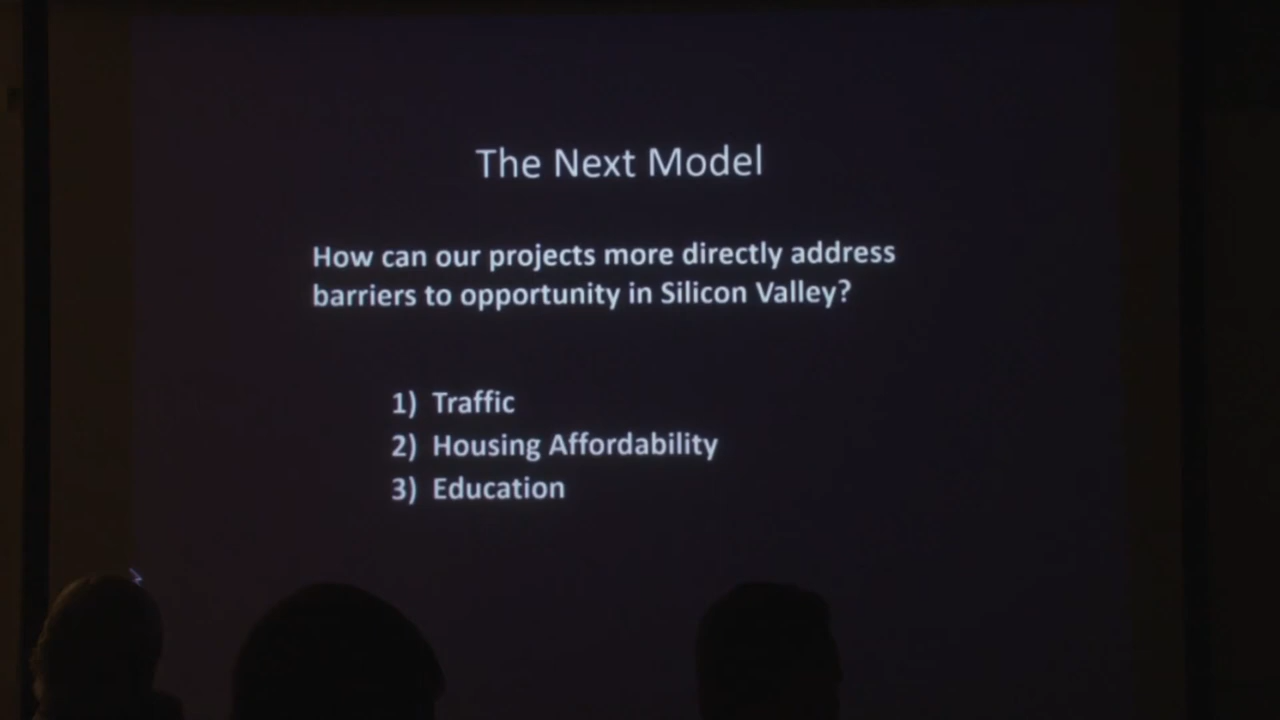 The Next Model
How can our projects more directly address
barriers to opportunity in Silicon Valley?
1) Traffic
2) Housing Affordability
3) Education